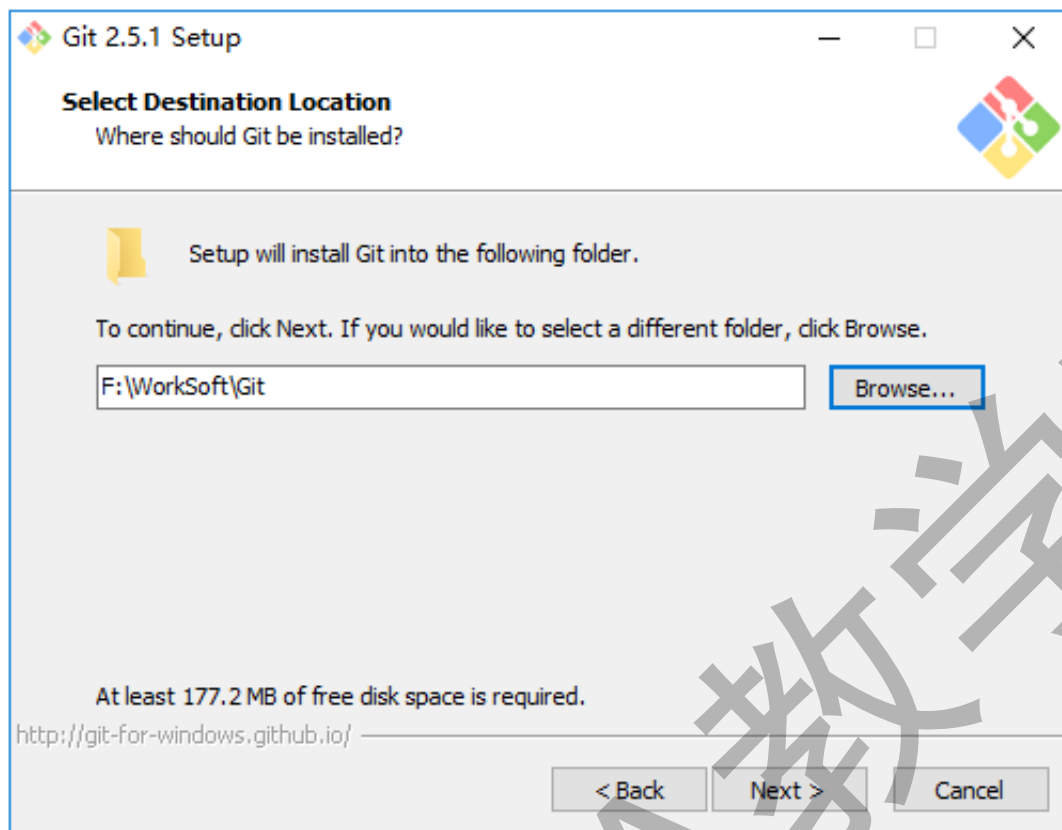 Git 2.5.1 Setup
Select Destination Location
Where should Git be installed?
Setup will install Git into the following folder.
To continue, click Next. If you would like to select a different folder, click Browse.
F:\WorkSoft\Git
Browse...
At least 177.2 MB of free disk space is required.
http://git-for-windows.github.io/
< Back
Next >
Cancel
教学